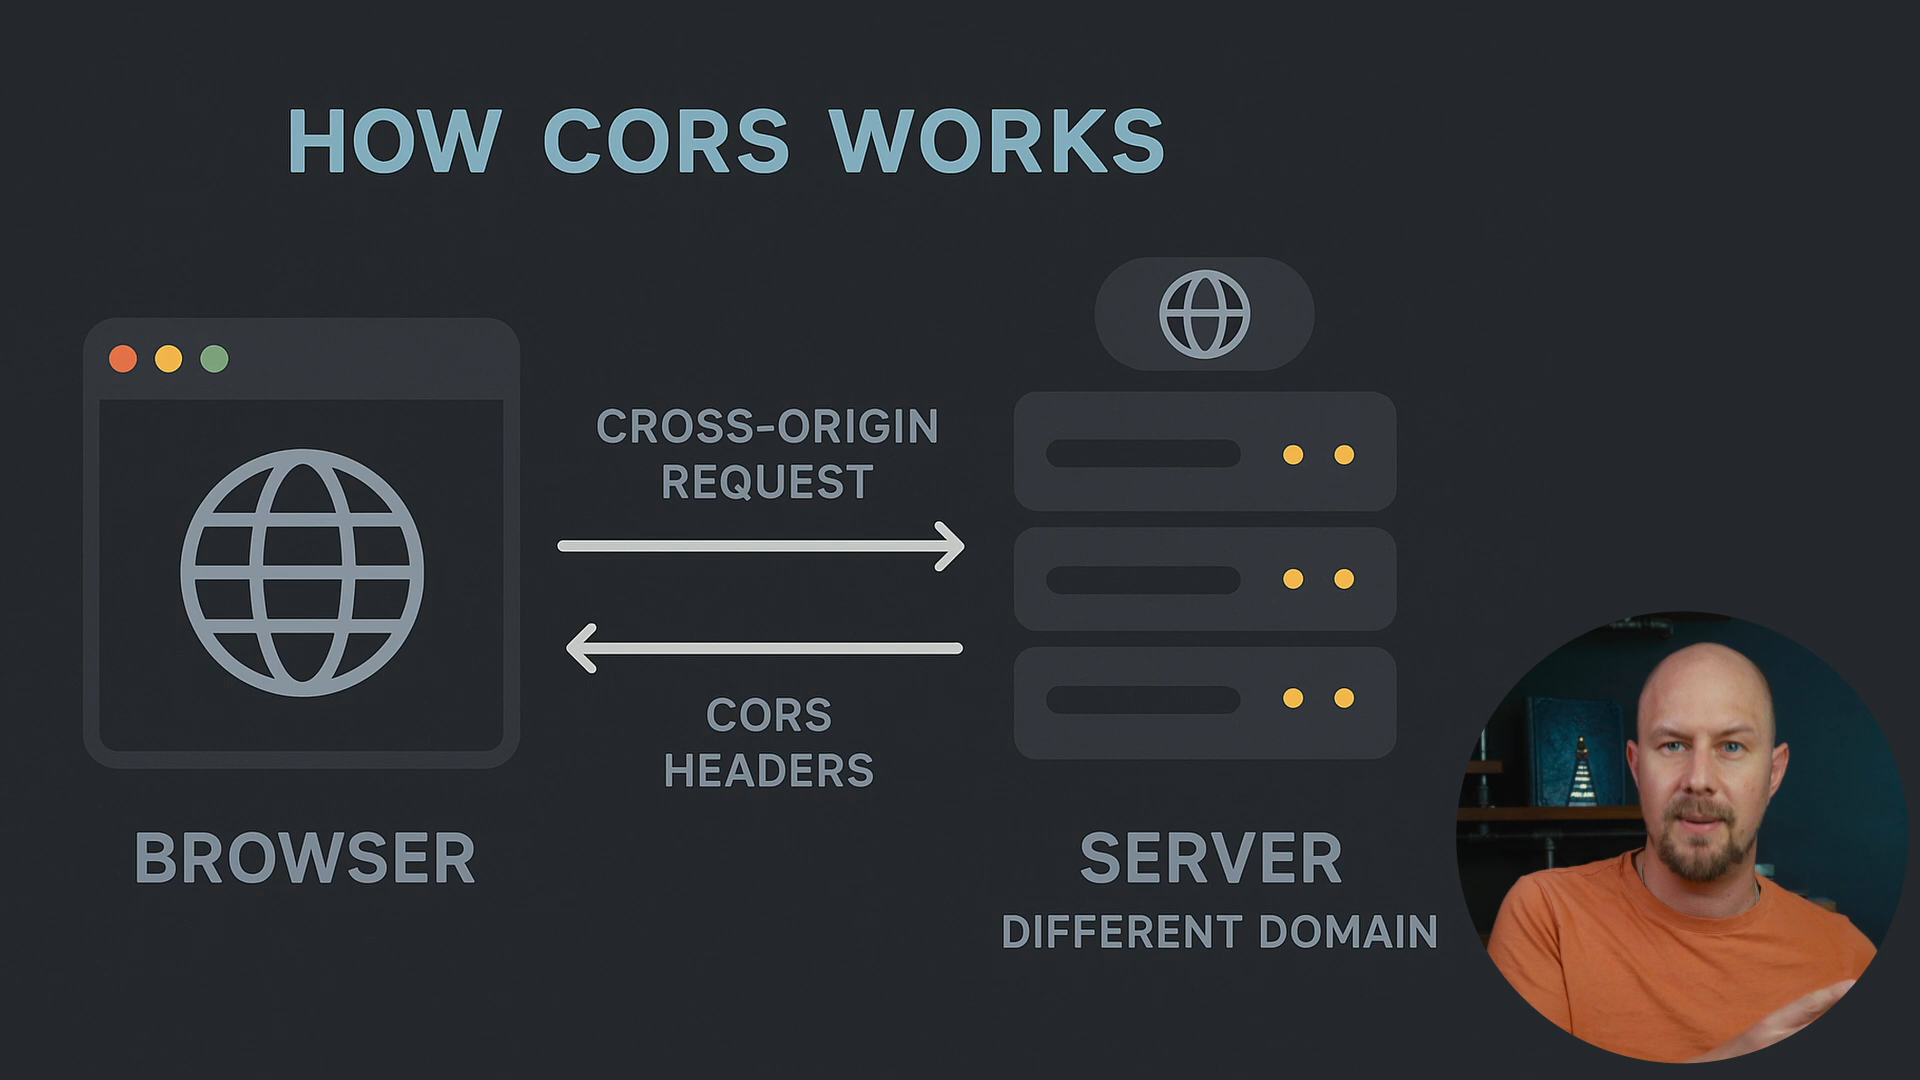 HOW CORS WORKS
CROSS-ORIGIN
REQUEST
CORS
HEADERS
BROWSER
SERVER
DIFFERENT DOMAIN